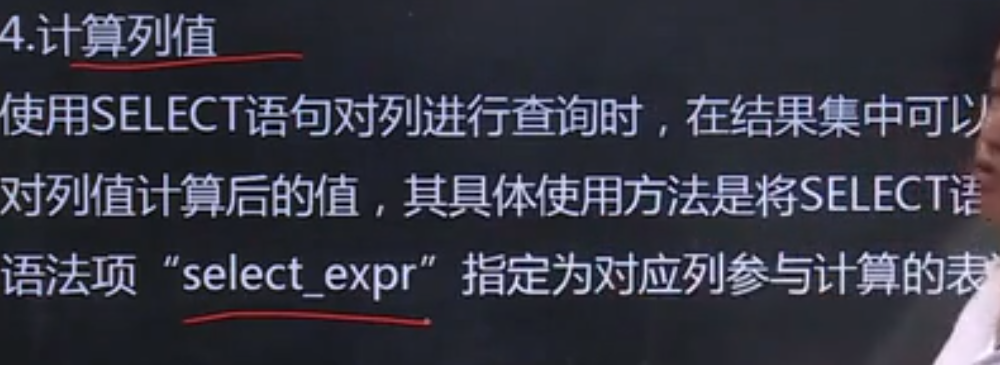 4.计算列值
使用SELECT语句对列进行查询时，在结果集中可以
对列值计算后的值，其具体使用方法是将SELECT语
语法项“select_expr”指定为对应列参与计算的表